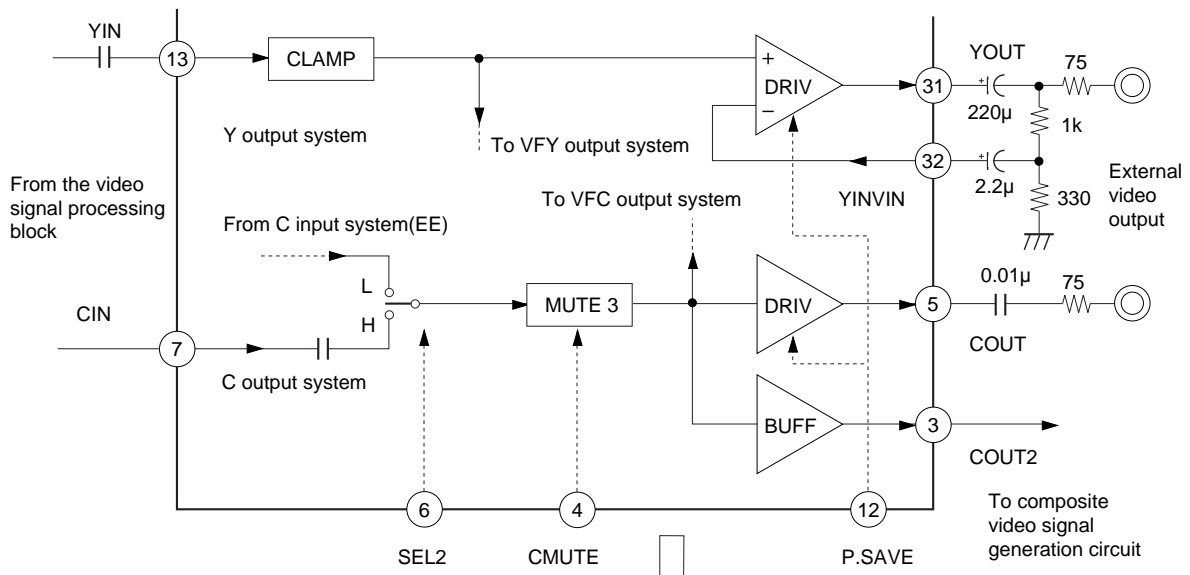 YIN
13
CLAMP
+
DRIV
−
31
YOUT
+
220µ
75
1k
Y output system
To VFY output system
32
+
2.2µ
330
YINVIN
External
video
output
From the video
signal processing
block
To VFC output system
From C input system(EE)
L
H
MUTE 3
DRIV
5
0.01µ
75
COUT
CIN
7
C output system
BUFF
3
COUT2
6
4
12
SEL2
CMUTE
P.SAVE
To composite
video signal
generation circuit